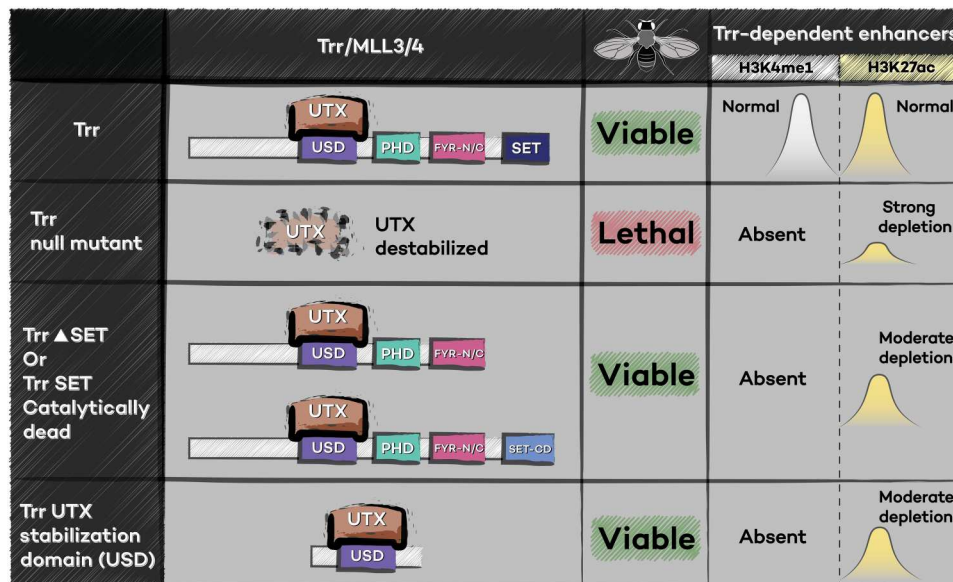 Trr/MLL3/4
Trr-dependent enhancers
H3K4me1
H3K27ac
Trr
UTX
USD
PHD
FYR-N/C
SET
Viable
Normal
Normal
Trr
null mutant
UTX
UTX
destabilized
Lethal
Absent
Strong
depletion
Trr ▲SET
Or
Trr SET
Catalytically
dead
UTX
USD
PHD
FYR-N/C
UTX
USD
PHD
FYR-N/C
SET-CD
Viable
Absent
Moderate
depletion
Trr UTX
stabilization
domain (USD)
UTX
USD
Viable
Absent
Moderate
depletion